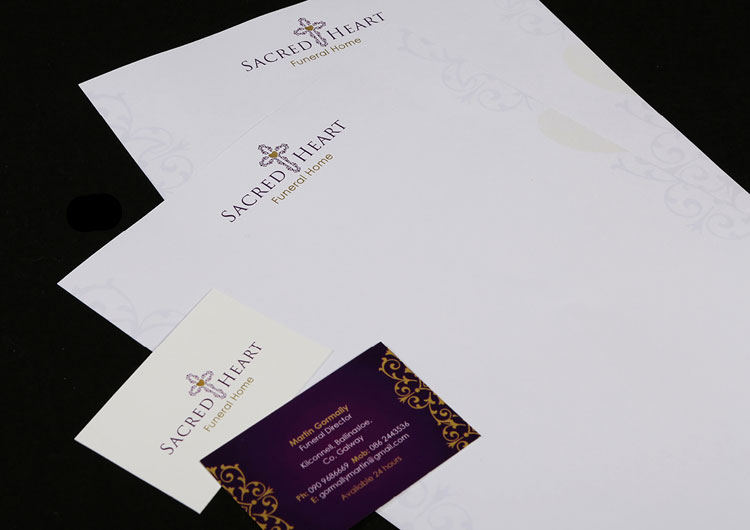 SACRED HEART
Funeral Home
SACRED HEART
Funeral Home
SACRED HEART
Funeral Home
Martin Gormally
Funeral Director
Kilconnell, Ballinasloe,
Co. Galway
Ph: 090 9686669 Mob: 086 2443536
E: gormallymartin@gmail.com
Available 24 hours